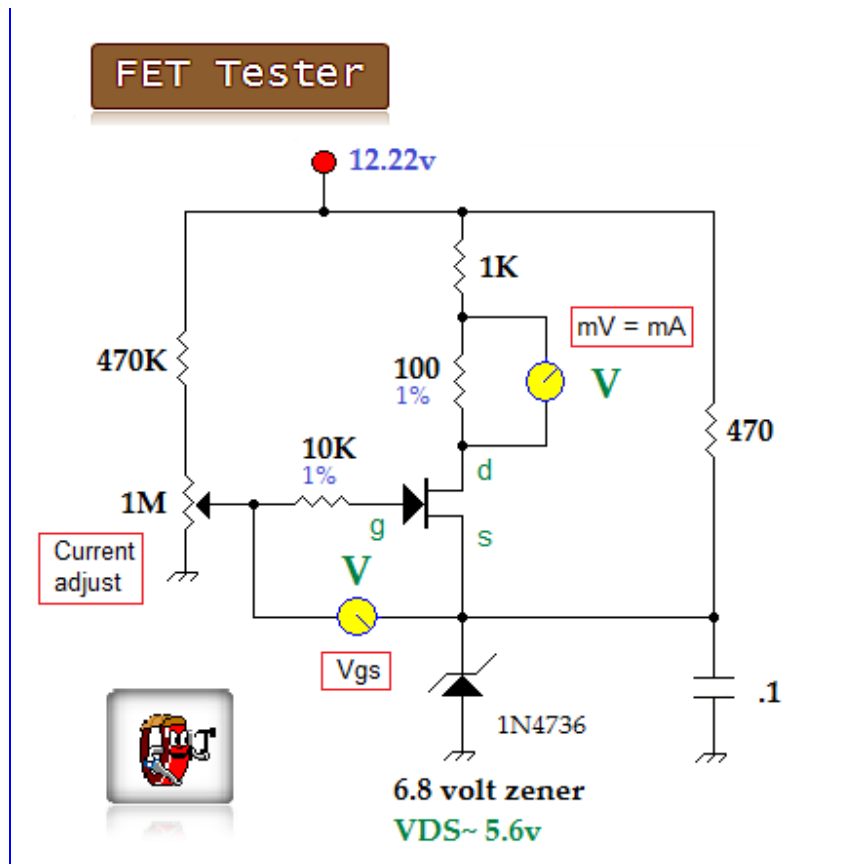 FET Tester
12.22v
1K
mV = mA
470K
100
1%
V
470
10K
1%
d
1M
g
s
Current
adjust
V
Vgs
.1
1N4736
6.8 volt zener
VDS~ 5.6v